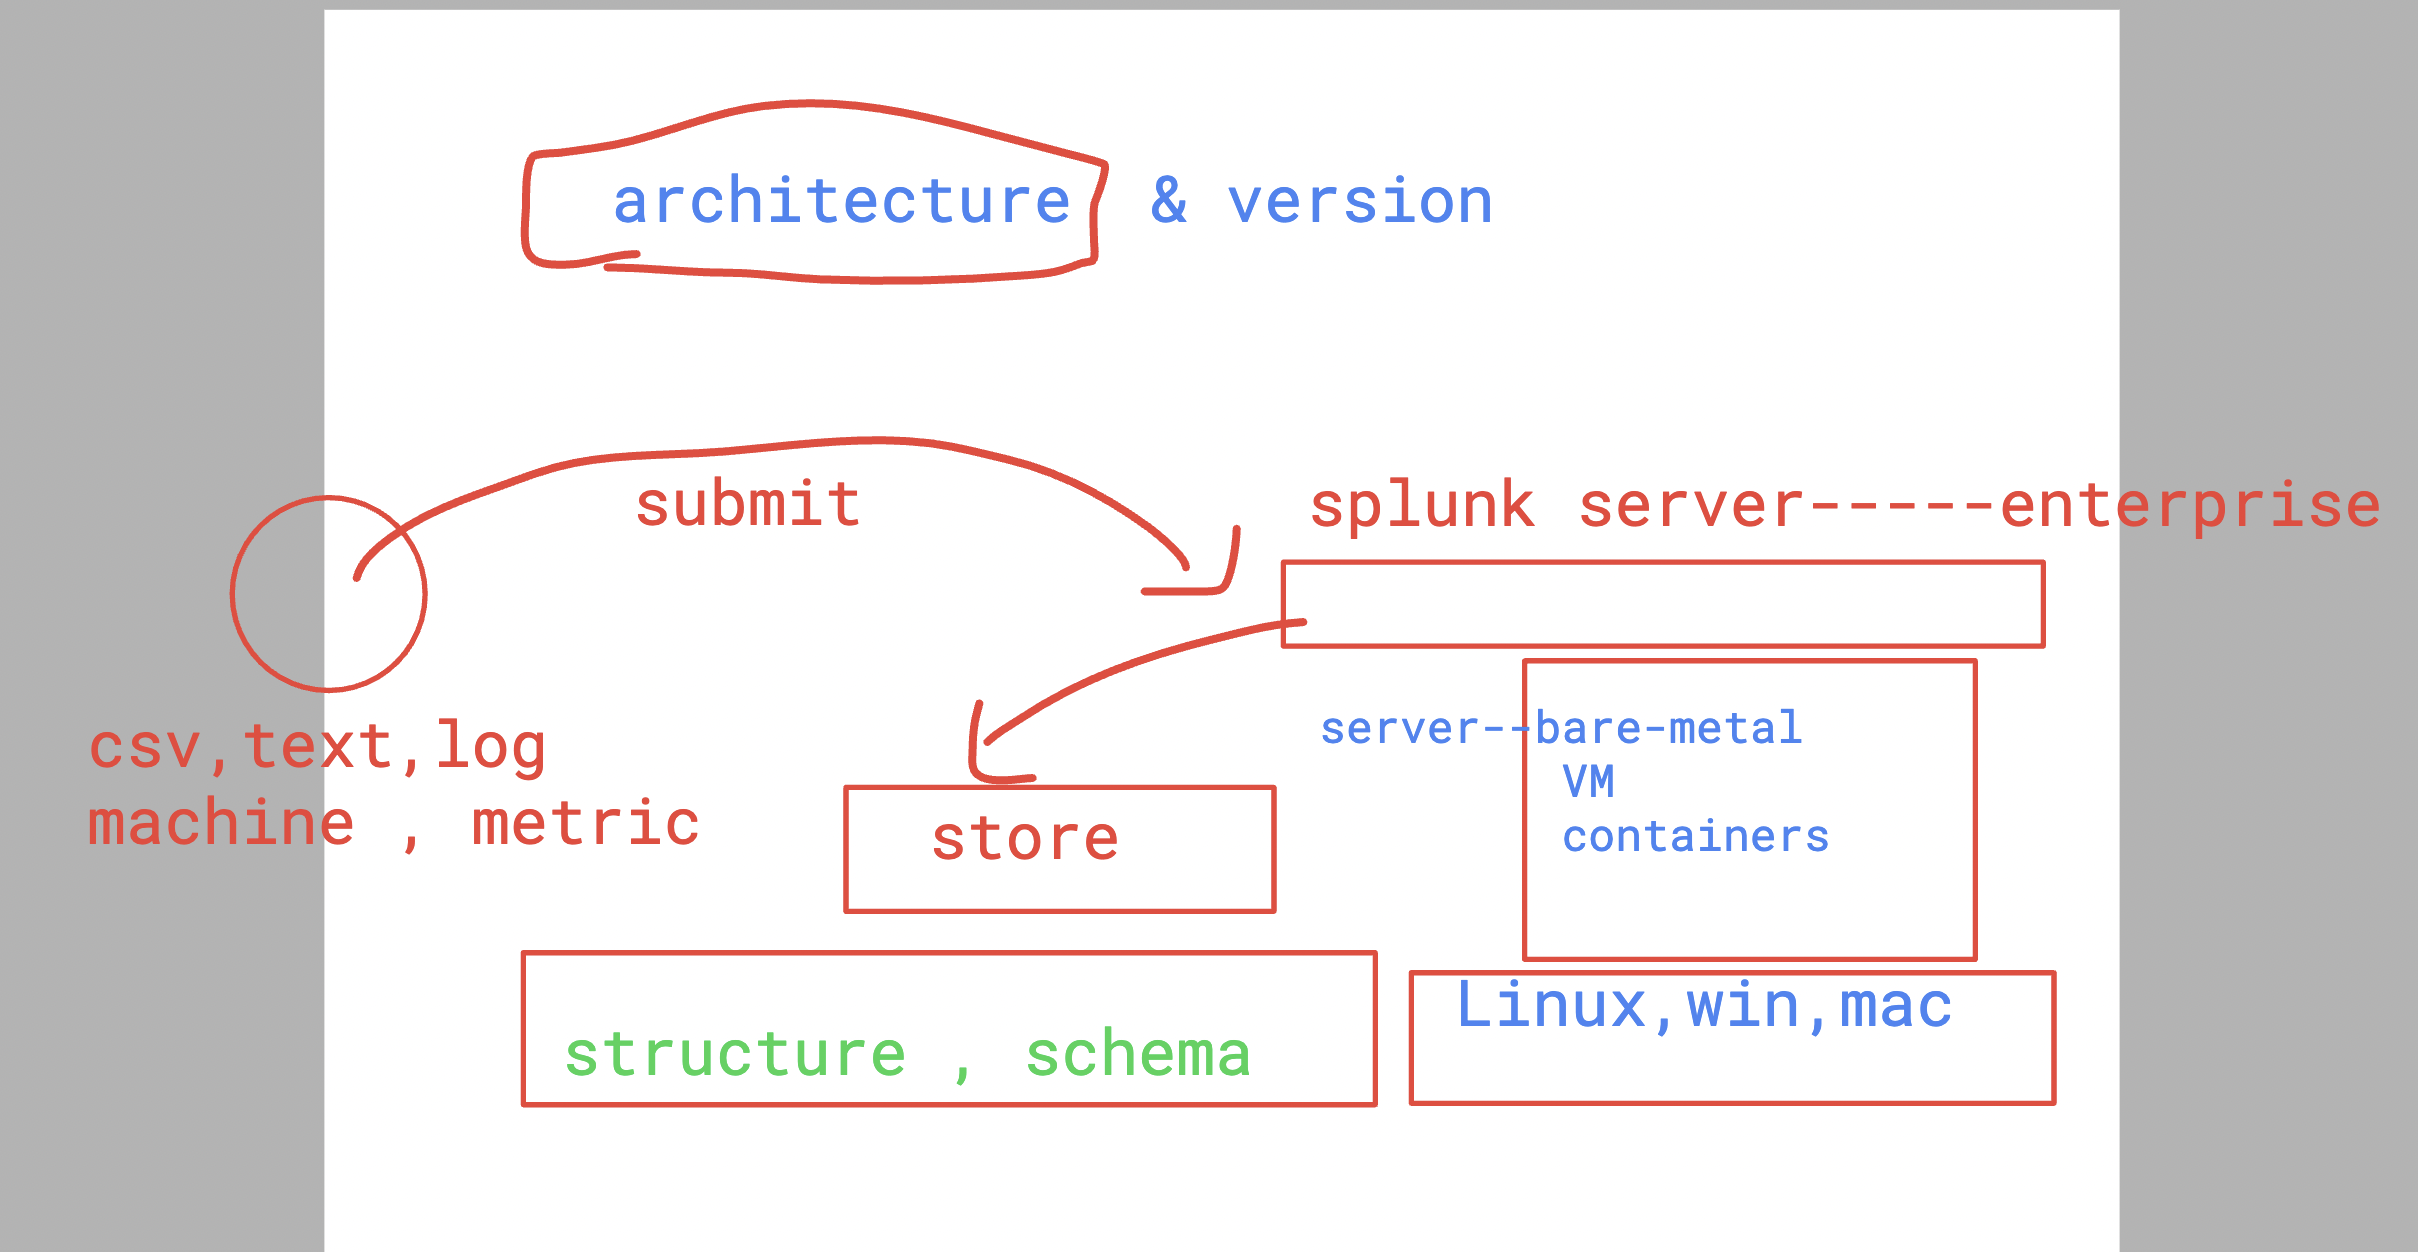 architecture & version
submit
splunk server-----enterprise
csv,text,log
machine , metric
store
server--bare-metal
VM
containers
structure , schema
Linux,win,mac